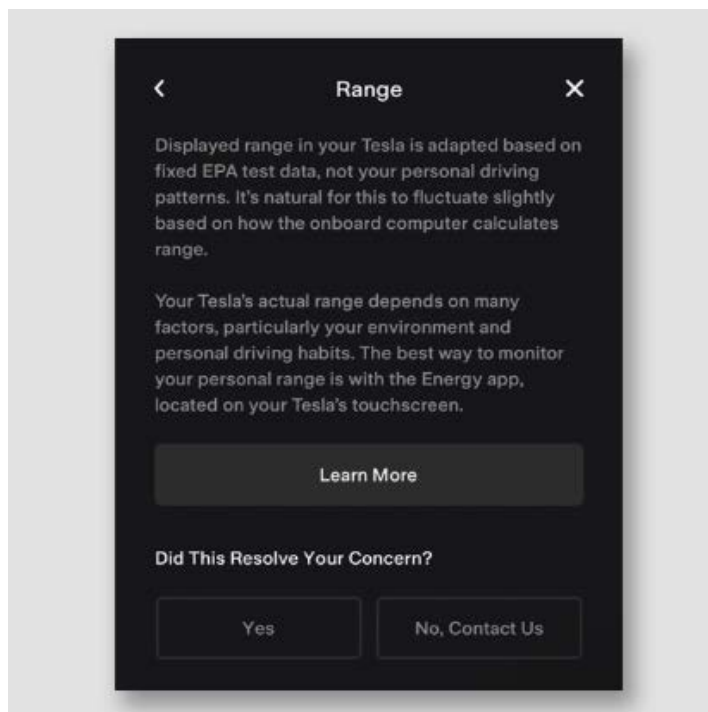 Range
Displayed range in your Tesla is adapted based on
fixed EPA test data, not your personal driving
patterns. It's natural for this to fluctuate slightly
based on how the onboard computer calculates
range.
Your Tesla's actual range depends on many
factors, particularly your environment and
personal driving habits. The best way to monitor
your personal range is with the Energy app,
located on your Tesla's touchscreen.
Learn More
Did This Resolve Your Concern?
Yes
No, Contact Us